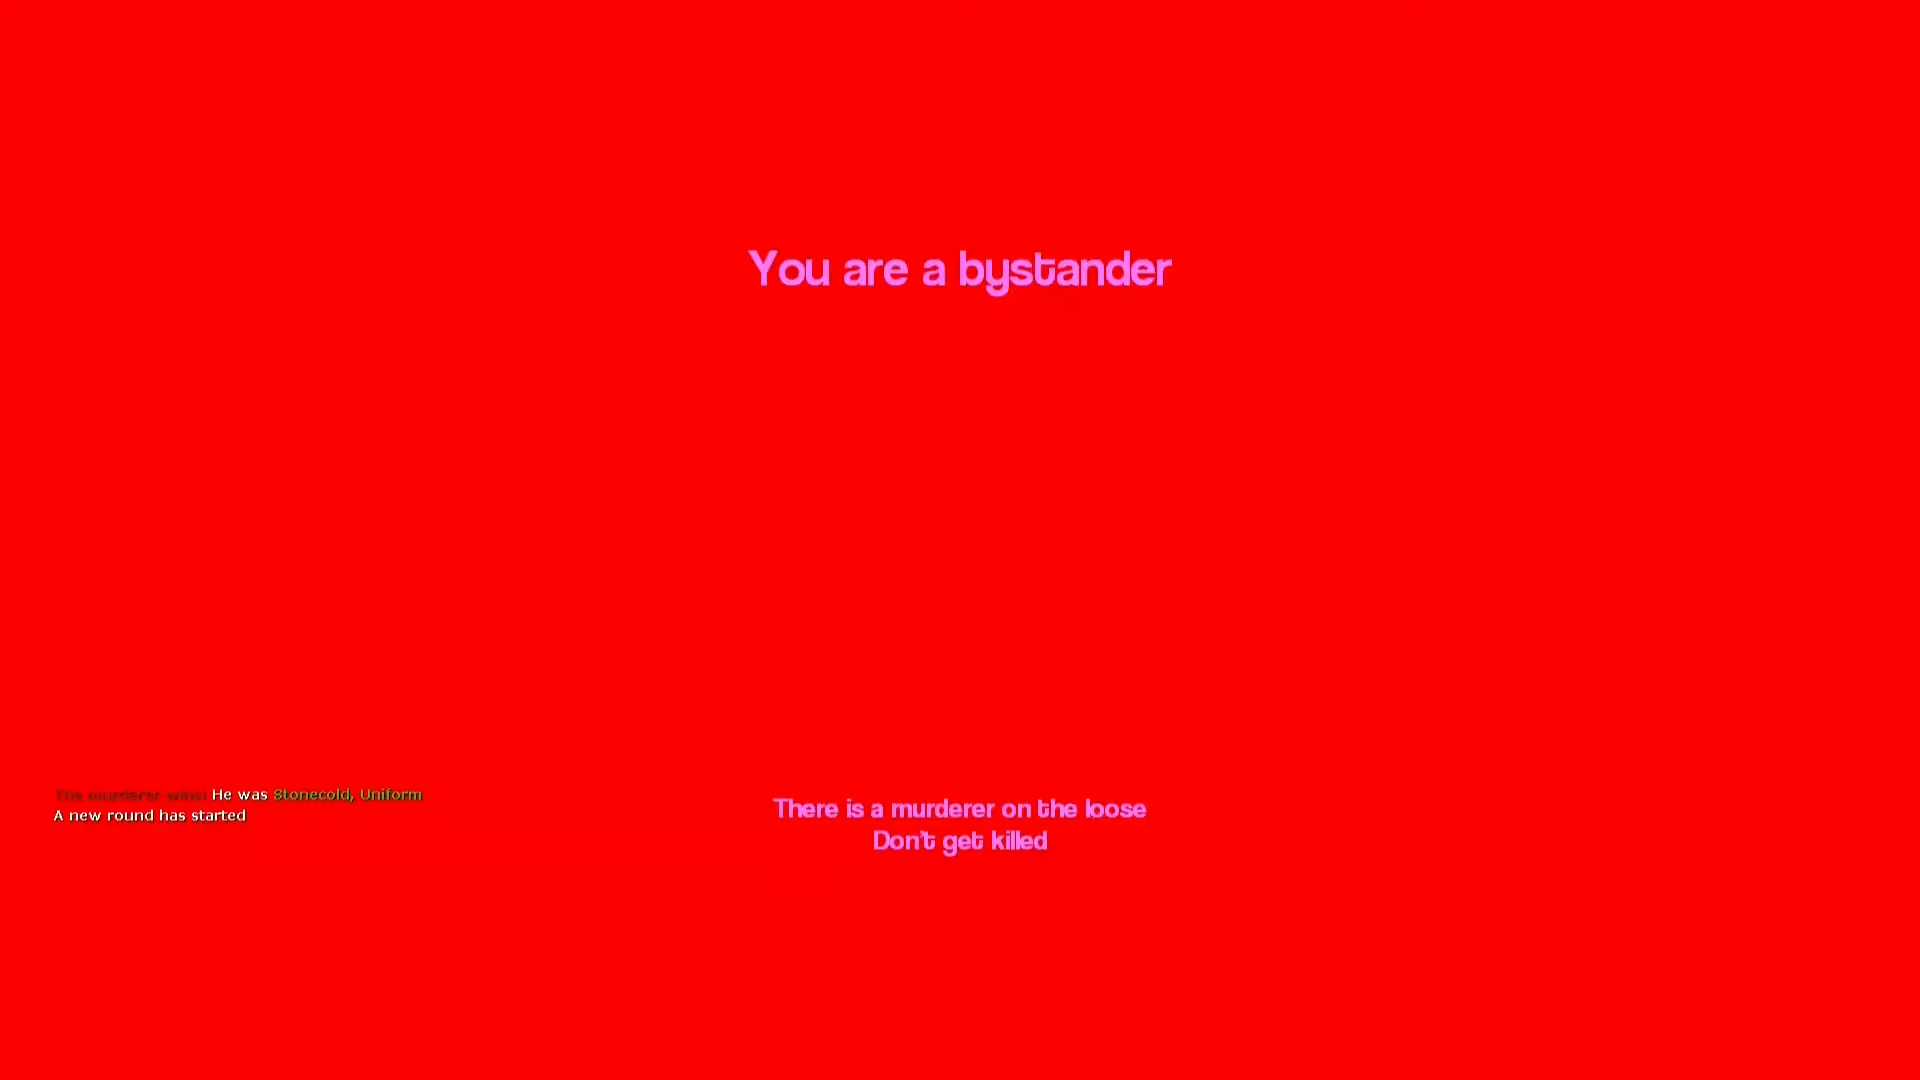 You are a bystander
The murderer wins! He was Stonecold, Uniform
A new round has started
There is a murderer on the loose
Don't get killed